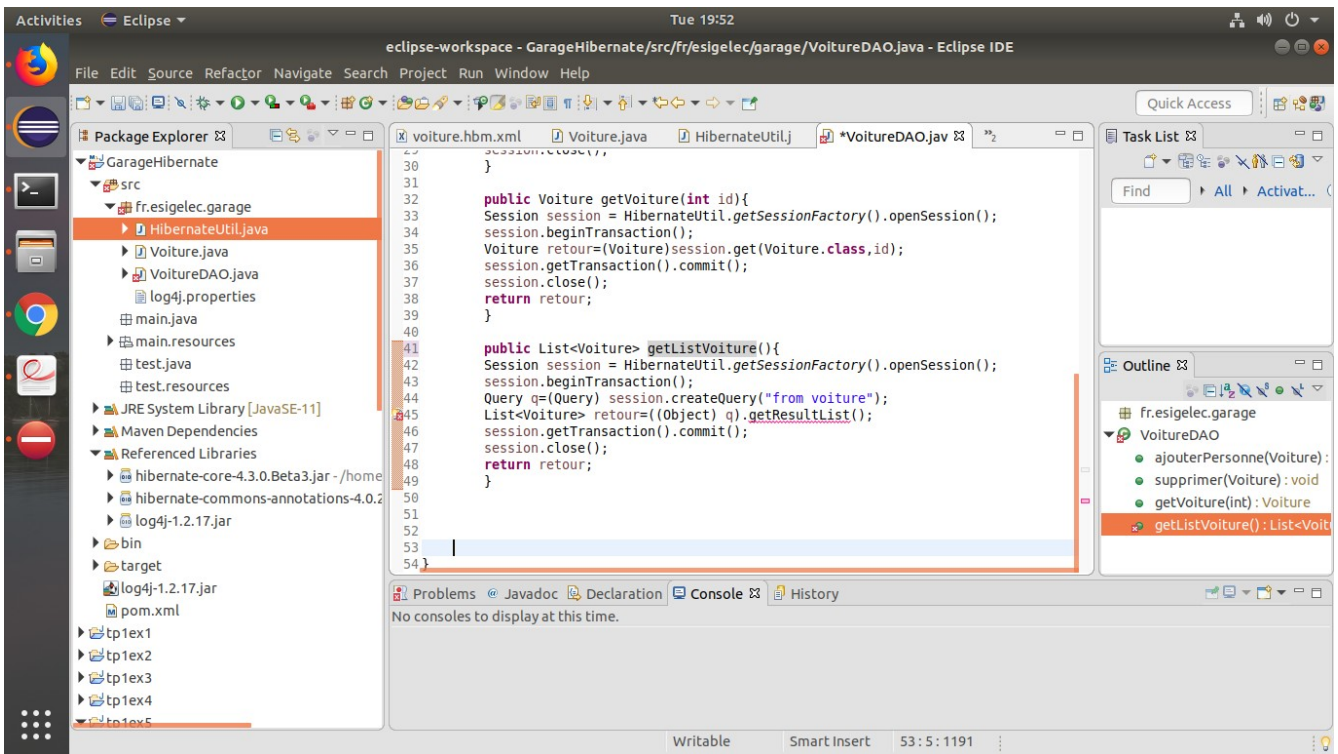 Activities
Eclipse
Tue 19:52
eclipse-workspace - GarageHibernate/src/fr/esigelec/garage/VoitureDAO.java - Eclipse IDE
File Edit Source Refactor Navigate Search Project Run Window Help
Quick Access
Package Explorer
GarageHibernate
src
fr.esigelec.garage
HibernateUtil.java
Voiture.java
VoitureDAO.java
log4j.properties
main.java
main.resources
test.java
test.resources
JRE System Library [JavaSE-11]
Maven Dependencies
Referenced Libraries
hibernate-core-4.3.0.Beta3.jar - /home
hibernate-commons-annotations-4.0.2
log4j-1.2.17.jar
bin
target
log4j-1.2.17.jar
pom.xml
tp1ex1
tp1ex2
tp1ex3
tp1ex4
tp1ex5
voiture.hbm.xml
Voiture.java
HibernateUtil.j
*VoitureDAO.jav
»2
29 session.close();
30 }
31
32 public Voiture getVoiture(int id){
33 Session session = HibernateUtil.getSessionFactory().openSession();
34 session.beginTransaction();
35 Voiture retour=(Voiture)session.get(Voiture.class,id);
36 session.getTransaction().commit();
37 session.close();
38 return retour;
39 }
40
41 public List<Voiture> getListVoiture(){
42 Session session = HibernateUtil.getSessionFactory().openSession();
43 session.beginTransaction();
44 Query q=(Query) session.createQuery("from voiture");
45 List<Voiture> retour=((Object) q).getResultList();
46 session.getTransaction().commit();
47 session.close();
48 return retour;
49 }
50
51
52
53
54 }
Task List
Find
All
Activat...
Outline
fr.esigelec.garage
VoitureDAO
ajouterPersonne(Voiture) :
supprimer(Voiture) : void
getVoiture(int) : Voiture
getListVoiture() : List<Voitu
Problems
@ Javadoc
Declaration
Console
History
No consoles to display at this time.
Writable
Smart Insert
53 : 5 : 1191